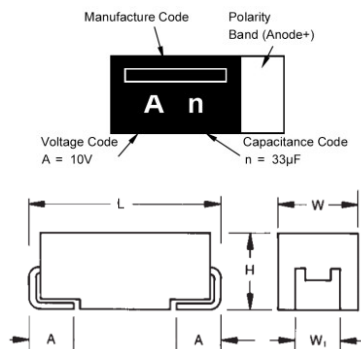 Manufacture Code
Polarity
Band (Anode+)
A n
Voltage Code
A = 10V
Capacitance Code
n = 33µF
L
W
H
A
A
W₁